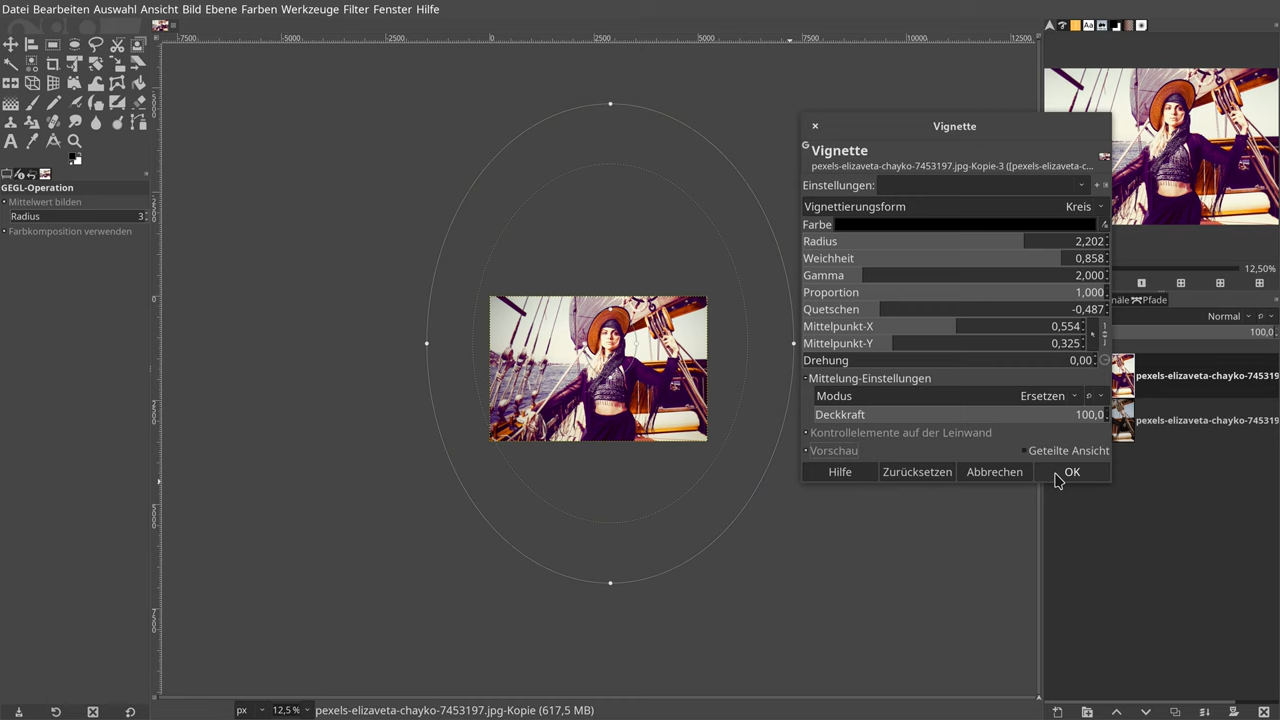 Datei Bearbeiten Auswahl Ansicht Bild Ebene Farben Werkzeuge Filter Fenster Hilfe
7500 5000 2500 0 2500 5000 7500 10000 12500
GEGL-Operation
Mittelwert bilden
Radius 3
Farbkomposition verwenden
Vignette
Vignette
pexels-elizaveta-chayko-7453197.jpg-Kopie-3 ([pexels-elizaveta-c...
Einstellungen:
Vignettierungsform Kreis
Farbe
Radius 2,202
Weichheit 0,858
Gamma 2,000
Proportion 1,000
Quetschen -0,487
Mittelpunkt-X 0,554
Mittelpunkt-Y 0,325
Drehung 0,00
Mittelung-Einstellungen
Modus Ersetzen
Deckkraft 100,0
Kontrollelemente auf der Leinwand
Vorschau Geteilte Ansicht
Hilfe Zurücksetzen Abbrechen OK
12,50%
näle Pfade
Normal
100,0
pexels-elizaveta-chayko-745319
pexels-elizaveta-chayko-745319
px 12,5 % pexels-elizaveta-chayko-7453197.jpg-Kopie (617,5 MB)